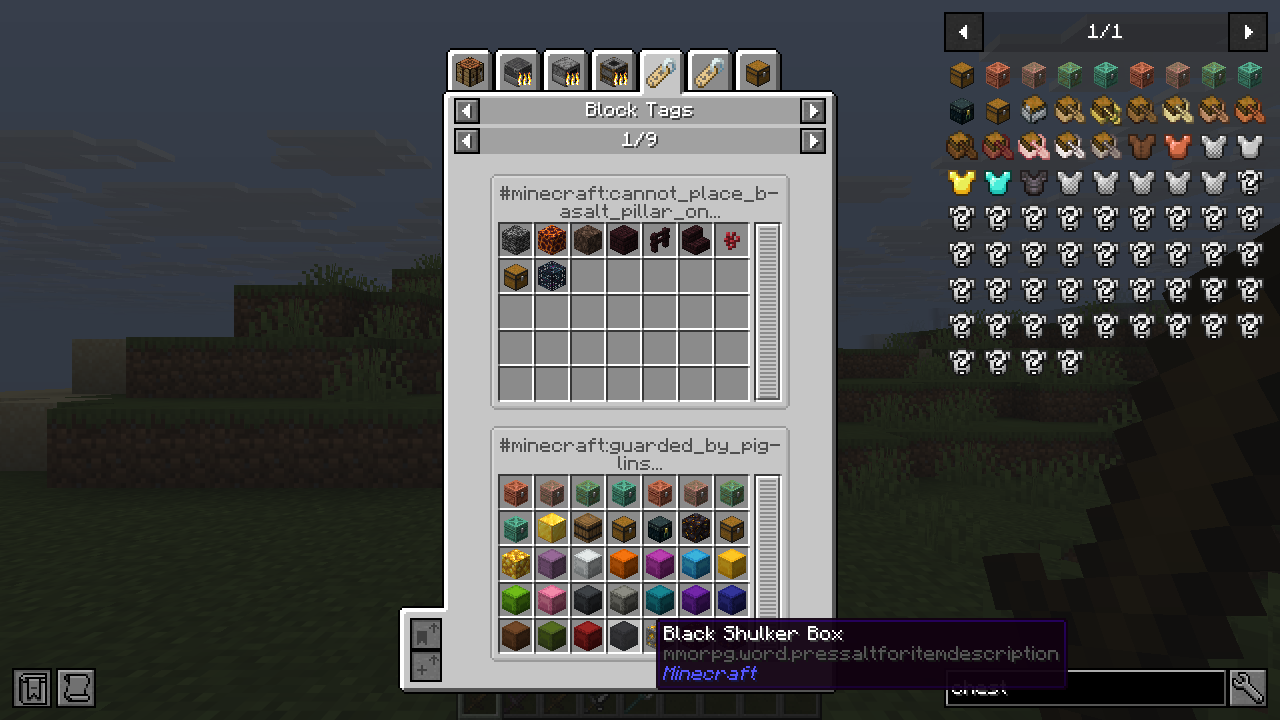 1/1
Block Tags
1/9
#minecraft:cannot_place_b-
asalt_pillar_on...
#minecraft:guarded_by_pig-
lins...
Black Shulker Box
mmorpg.word.pressaltforitemdescription
Minecraft
chest